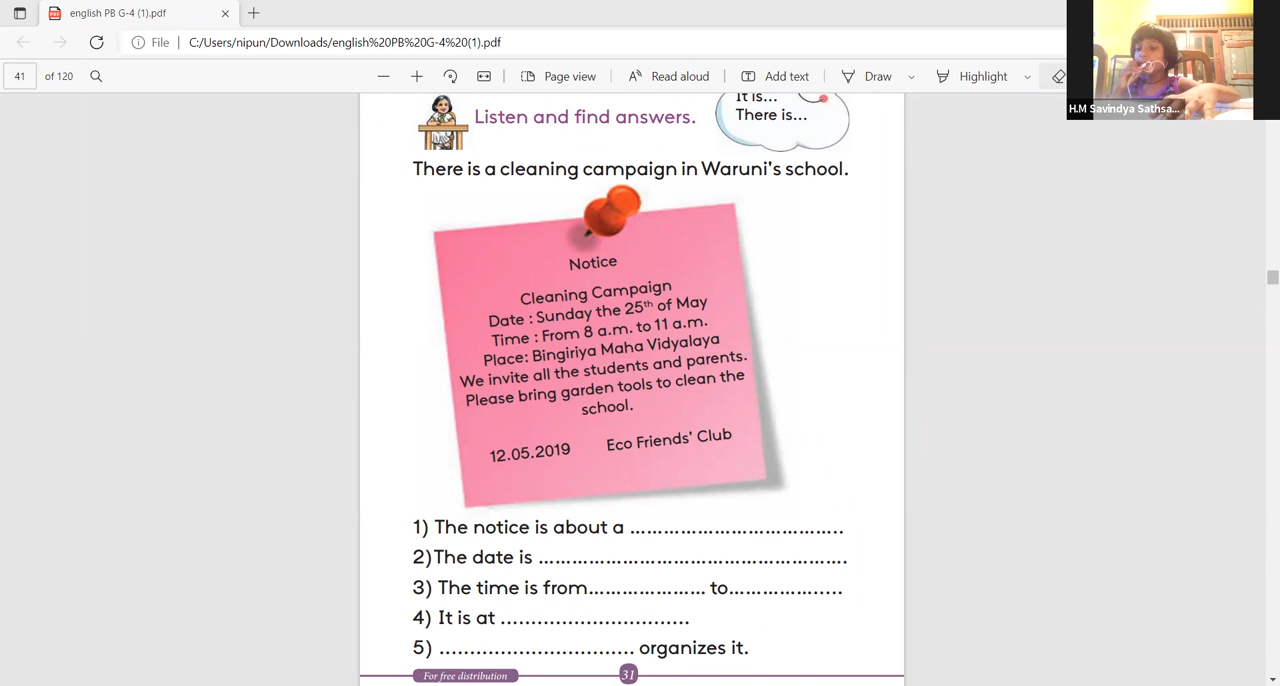 english PB G-4 (1).pdf
File C:/Users/nipun/Downloads/english%20PB%20G-4%20(1).pdf
41 of 120 Page view Read aloud Add text Draw Highlight
H.M Savindya Sathsa...
It is...
There is...
Listen and find answers.
There is a cleaning campaign in Waruni's school.
Notice
Cleaning Campaign
Date : Sunday the 25th of May
Time : From 8 a.m. to 11 a.m.
Place: Bingiriya Maha Vidyalaya
We invite all the students and parents.
Please bring garden tools to clean the
school.
12.05.2019 Eco Friends' Club
1) The notice is about a .......................................
2)The date is ..........................................................
3) The time is from..................... to.....................
4) It is at ................................
5) ................................. organizes it.
For free distribution 31